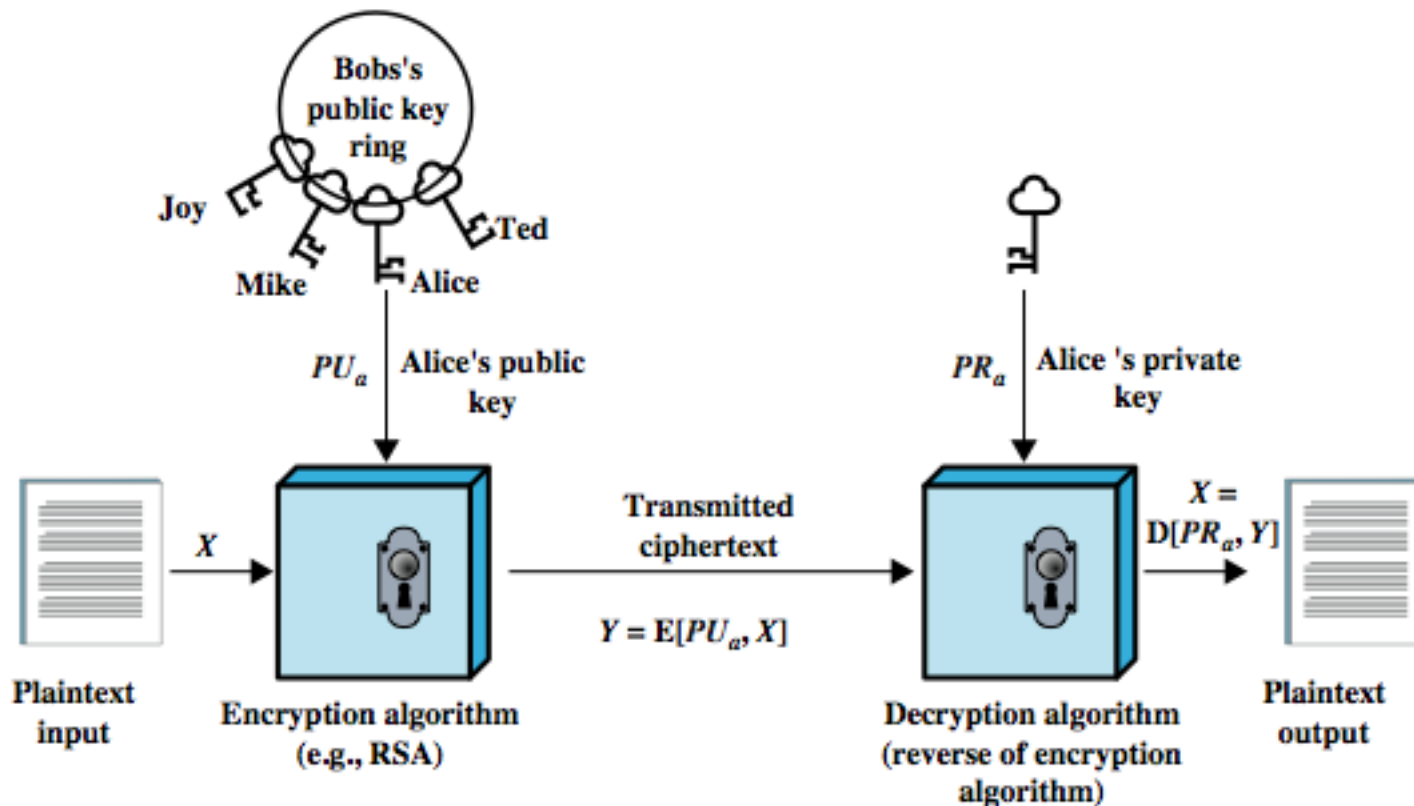 Bobs's
public key
ring
Joy
Ted
Mike
Alice
PUa
Alice's public
key
PRa
Alice 's private
key
X
Transmitted
ciphertext
X =
D[PRa, Y]
Y = E[PUa, X]
Plaintext
input
Encryption algorithm
(e.g., RSA)
Decryption algorithm
(reverse of encryption
algorithm)
Plaintext
output